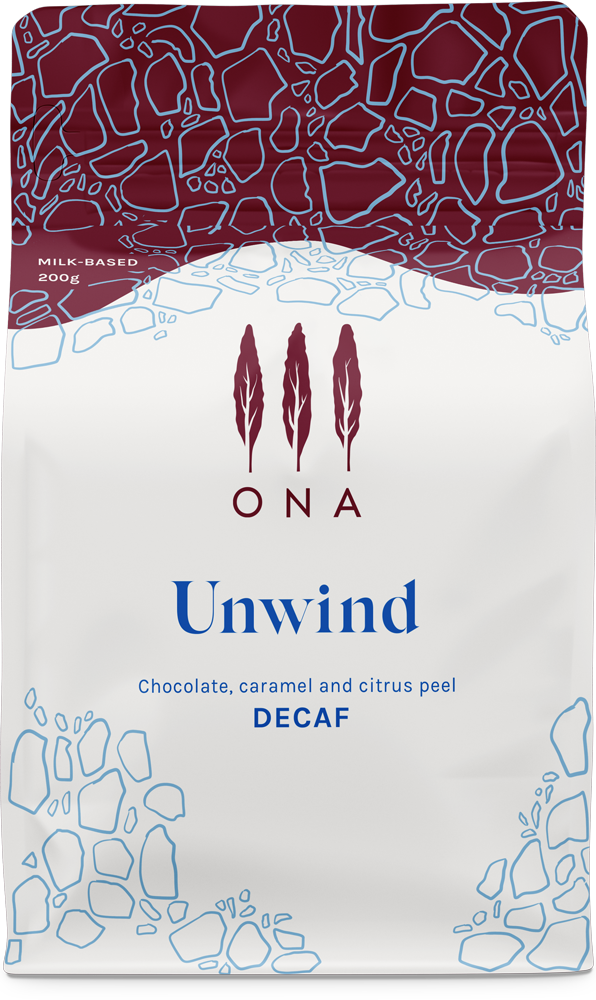 MILK-BASED
200g
ONA
Unwind
Chocolate, caramel and citrus peel
DECAF